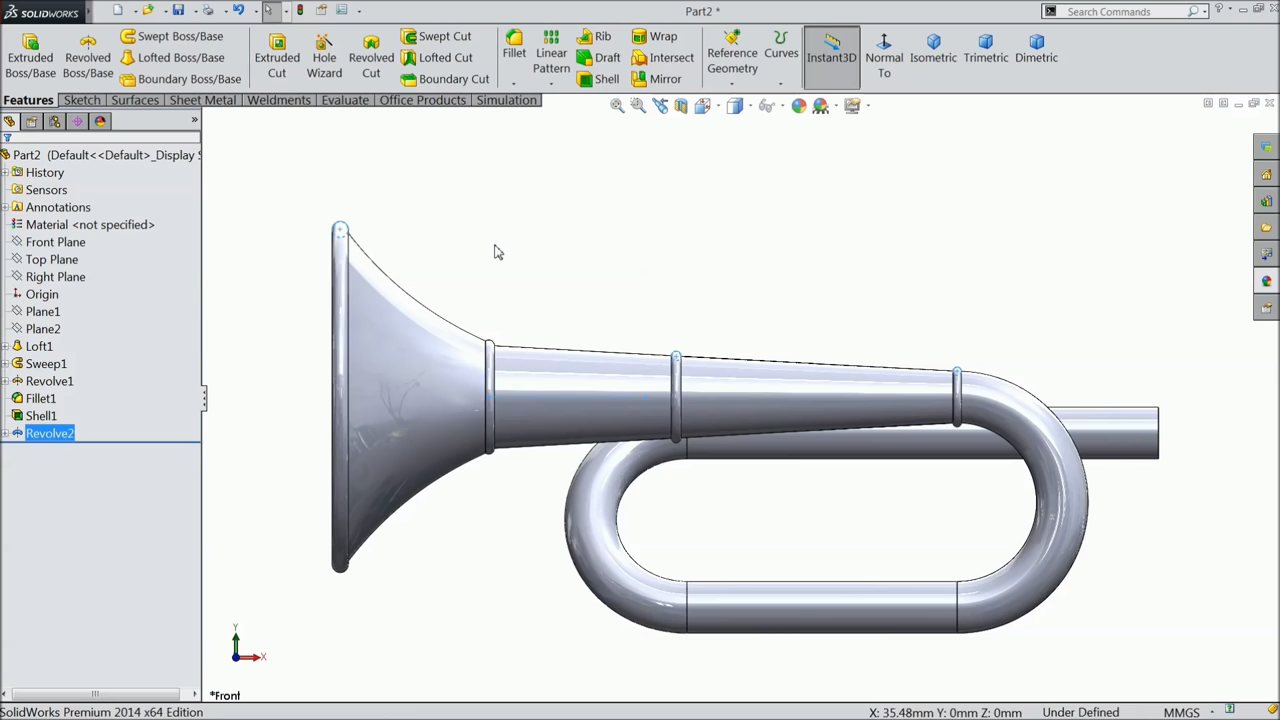 SOLIDWORKS
Part2 *
Search Commands
Extruded Boss/Base
Revolved Boss/Base
Swept Boss/Base
Lofted Boss/Base
Boundary Boss/Base
Extruded Cut
Hole Wizard
Revolved Cut
Swept Cut
Lofted Cut
Boundary Cut
Fillet
Linear Pattern
Rib
Draft
Shell
Wrap
Intersect
Mirror
Reference Geometry
Curves
Instant3D
Normal To
Isometric
Trimetric
Dimetric
Features
Sketch
Surfaces
Sheet Metal
Weldments
Evaluate
Office Products
Simulation
Part2 (Default<<Default>_Display S
History
Sensors
Annotations
Material <not specified>
Front Plane
Top Plane
Right Plane
Origin
Plane1
Plane2
Loft1
Sweep1
Revolve1
Fillet1
Shell1
Revolve2
Y
X
*Front
SolidWorks Premium 2014 x64 Edition
X: 35.48mm Y: 0mm Z: 0mm
Under Defined
MMGS